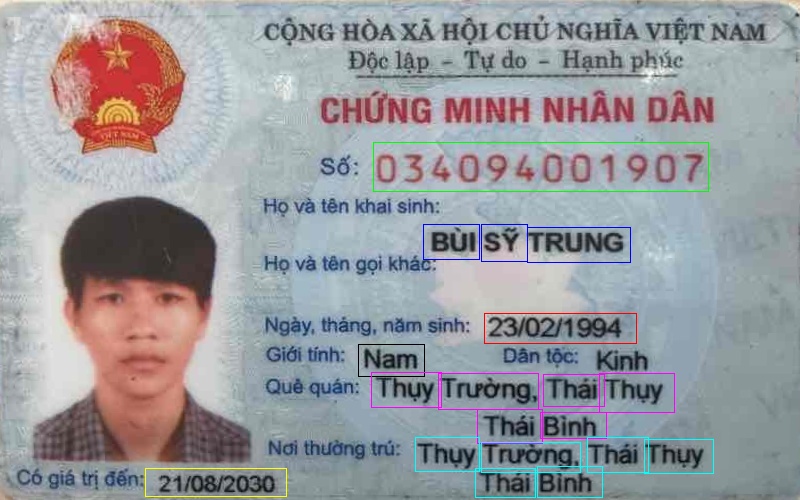 CỘNG HÒA XÃ HỘI CHỦ NGHĨA VIỆT NAM
Độc lập - Tự do - Hạnh phúc
CHỨNG MINH NHÂN DÂN
VIỆT NAM
Số: 034094001907
Họ và tên khai sinh:
BÙI SỸ TRUNG
Họ và tên gọi khác:
Ngày, tháng, năm sinh: 23/02/1994
Giới tính: Nam Dân tộc: Kinh
Quê quán: Thụy Trường, Thái Thụy
Thái Bình
Nơi thường trú: Thụy Trường, Thái Thụy
Thái Bình
Có giá trị đến: 21/08/2030